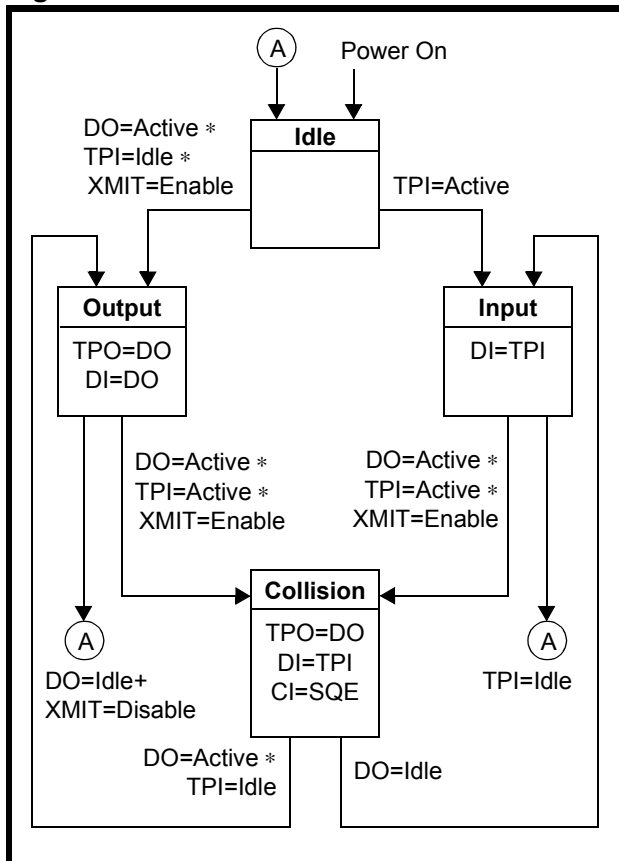 A
Power On
DO=Active *
TPI=Idle *
XMIT=Enable
Idle
TPI=Active
Output
TPO=DO
DI=DO
Input
DI=TPI
DO=Active *
TPI=Active *
XMIT=Enable
DO=Active *
TPI=Active *
XMIT=Enable
A
DO=Idle+
XMIT=Disable
Collision
TPO=DO
DI=TPI
CI=SQE
A
TPI=Idle
DO=Active *
TPI=Idle
DO=Idle